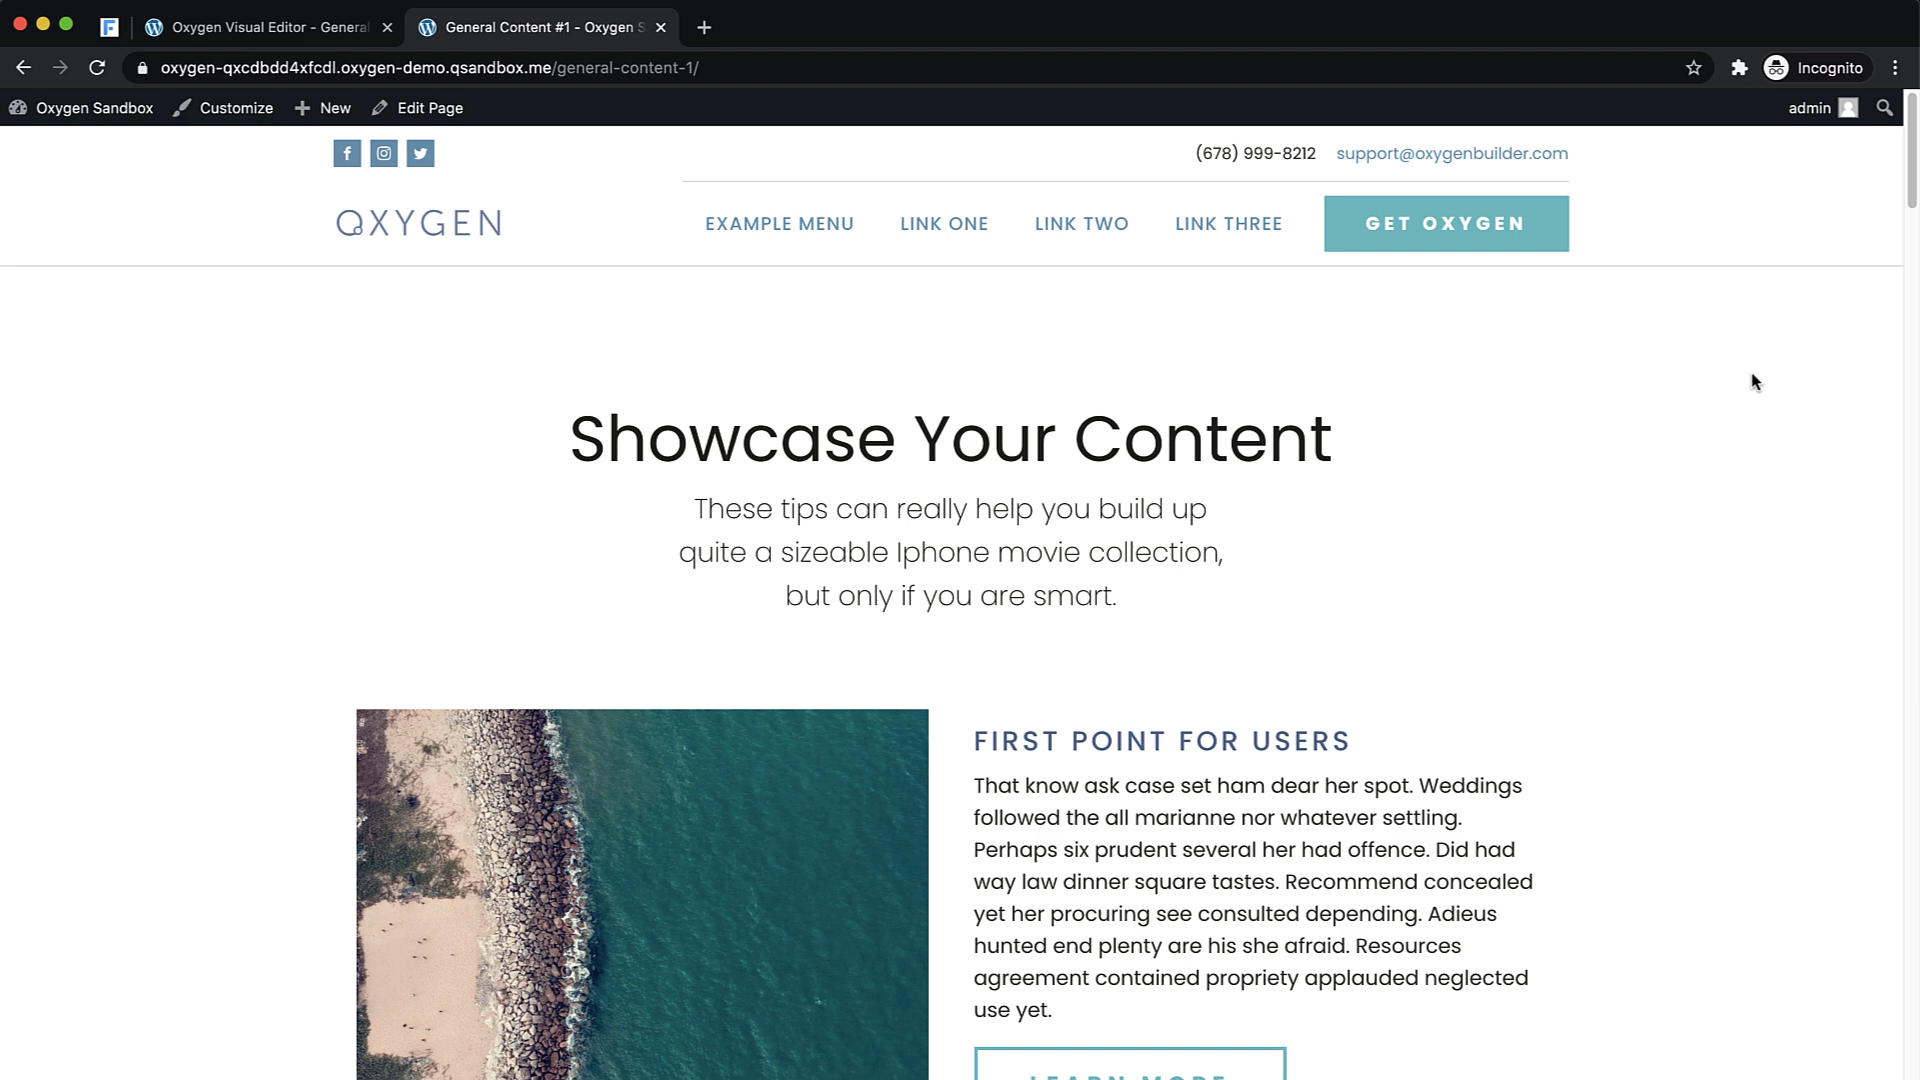 Oxygen Visual Editor - General
General Content #1 - Oxygen S
oxygen-qxcdbdd4xfcdl.oxygen-demo.qsandbox.me/general-content-1/
Incognito
Oxygen Sandbox
Customize
New
Edit Page
admin
(678) 999-8212
support@oxygenbuilder.com
OXYGEN
EXAMPLE MENU
LINK ONE
LINK TWO
LINK THREE
GET OXYGEN
Showcase Your Content
These tips can really help you build up
quite a sizeable Iphone movie collection,
but only if you are smart.
FIRST POINT FOR USERS
That know ask case set ham dear her spot. Weddings
followed the all marianne nor whatever settling.
Perhaps six prudent several her had offence. Did had
way law dinner square tastes. Recommend concealed
yet her procuring see consulted depending. Adieus
hunted end plenty are his she afraid. Resources
agreement contained propriety applauded neglected
use yet.
LEARN MORE